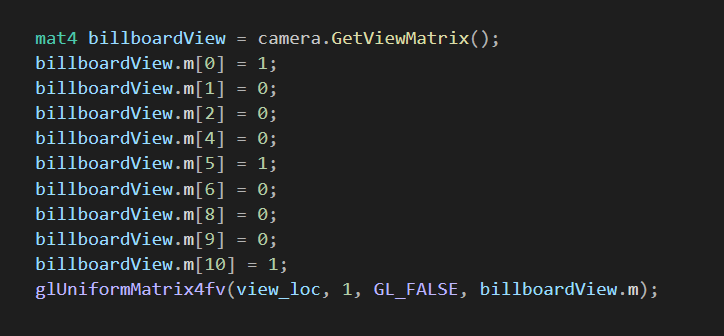 mat4 billboardView = camera.GetViewMatrix();
billboardView.m[0] = 1;
billboardView.m[1] = 0;
billboardView.m[2] = 0;
billboardView.m[4] = 0;
billboardView.m[5] = 1;
billboardView.m[6] = 0;
billboardView.m[8] = 0;
billboardView.m[9] = 0;
billboardView.m[10] = 1;
glUniformMatrix4fv(view_loc, 1, GL_FALSE, billboardView.m);